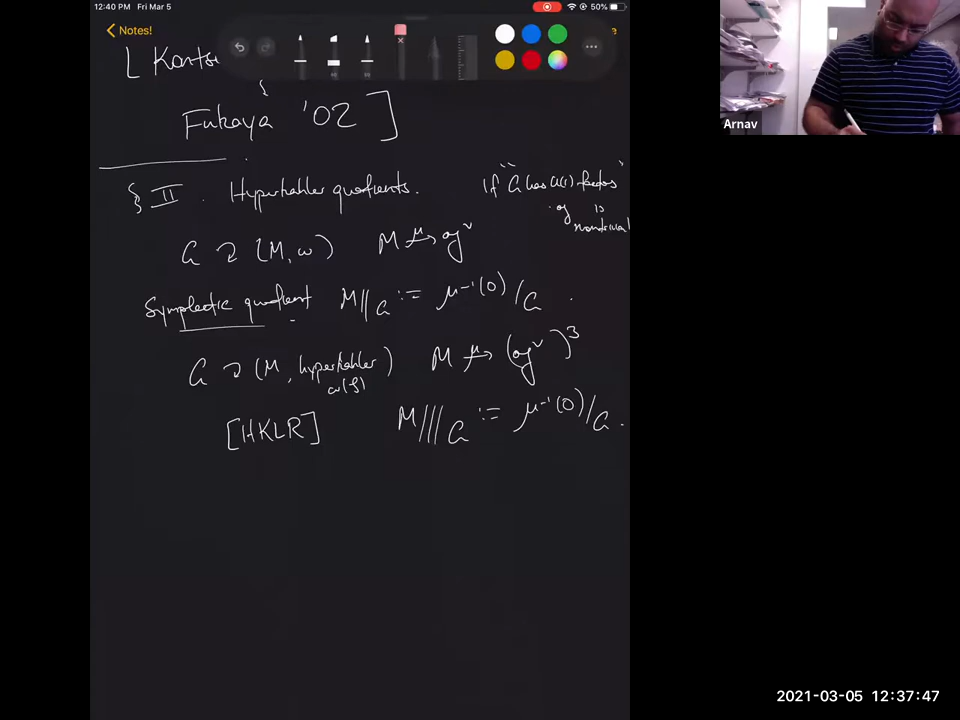 12:40 PM Fri Mar 5
50%
Notes!
[ Konts
Fukaya '02 ]
Arnav
§ II. Hyperkahler quotients.
if "G has U(1) factors"
is nontrivial
G ⊃ (M, ω) M →μ g^∨
Symplectic quotient M//G := μ⁻¹(0)/G
G ⊃ (M, hyperkahler) M →μ (g^∨)³
ω(ζ)
[HKLR] M///G := μ⁻¹(0)/G.
2021-03-05 12:37:47